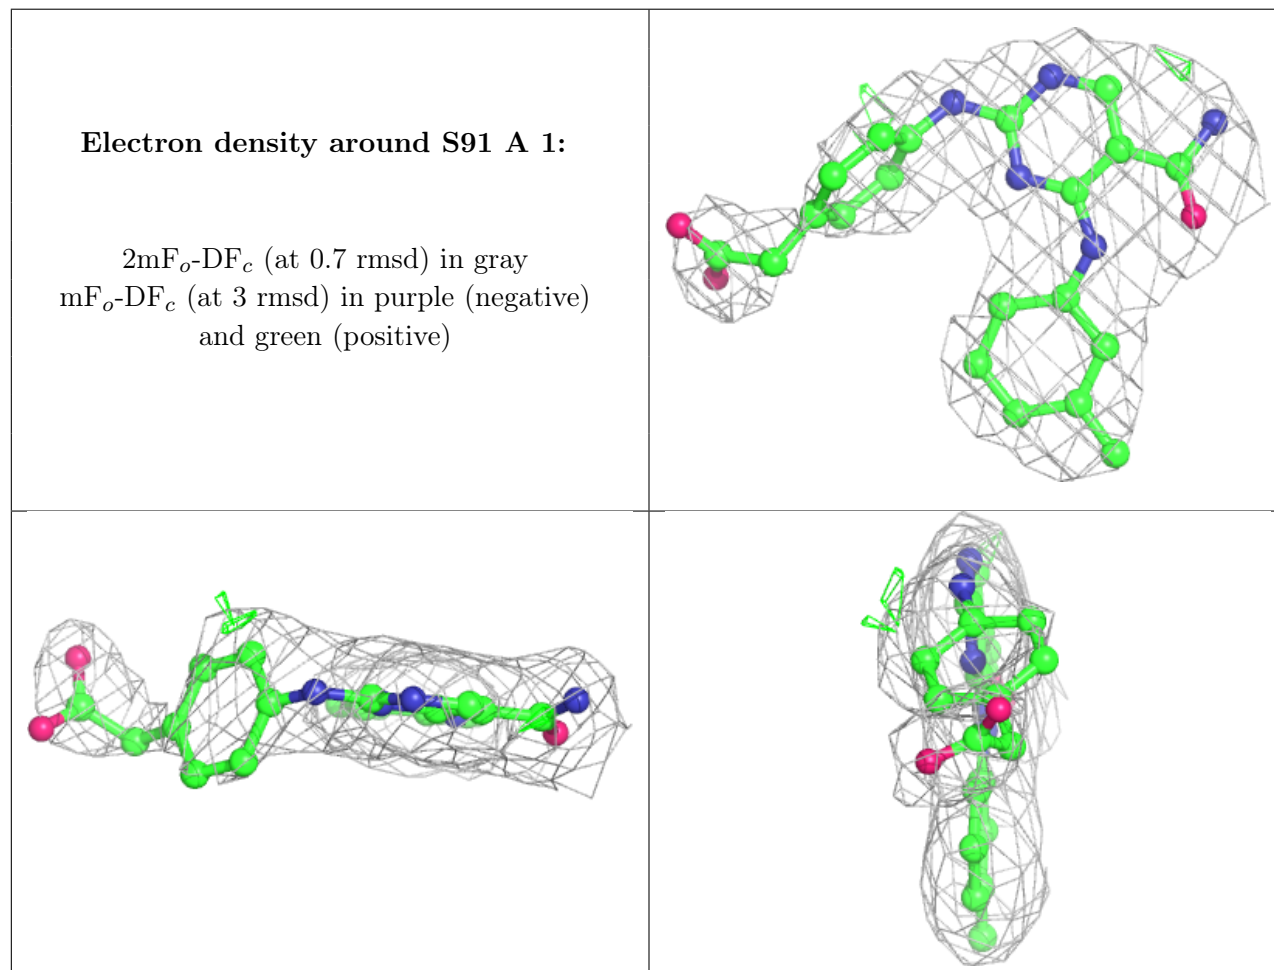 Electron density around S91 A 1:
2mFo-DFc (at 0.7 rmsd) in gray
mFo-DFc (at 3 rmsd) in purple (negative)
and green (positive)